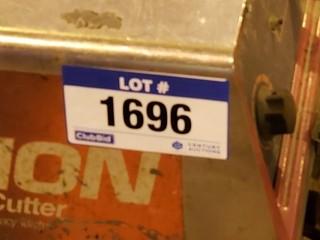 LOT #
1696
ClubBid
CENTURY
AUCTIONS
ION
Cutter